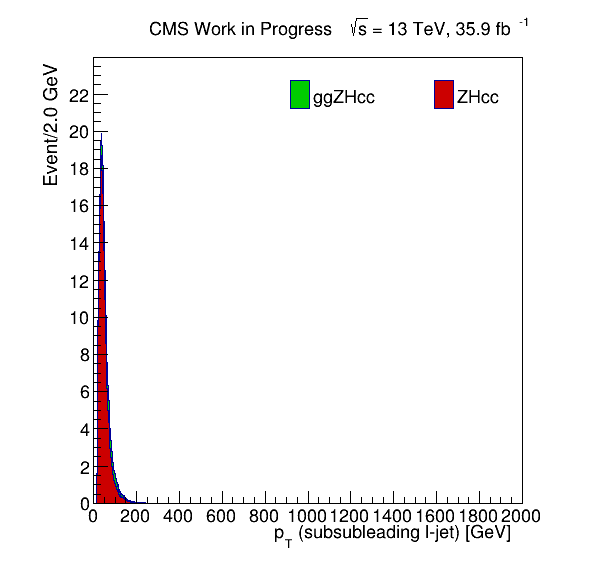 CMS Work in Progress √s = 13 TeV, 35.9 fb -1
ggZHcc ZHcc
Event/2.0 GeV
22
20
18
16
14
12
10
8
6
4
2
0
0 200 400 600 800 1000 1200 1400 1600 1800 2000
pT (subsubleading l-jet) [GeV]